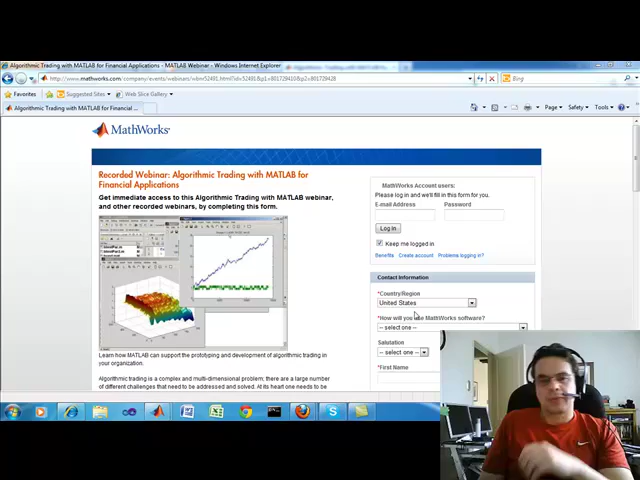 Algorithmic Trading with MATLAB for Financial Applications - MATLAB Webinar - Windows Internet Explorer
Bing
Favorites
Suggested Sites
Web Slice Gallery
Algorithmic Trading with MATLAB for Financial ...
Page
Safety
Tools
MathWorks
Recorded Webinar: Algorithmic Trading with MATLAB for
Financial Applications
Get immediate access to this Algorithmic Trading with MATLAB webinar,
and other recorded webinars, by completing this form.
Learn how MATLAB can support the prototyping and development of algorithmic trading in
your organization.
Algorithmic trading is a complex and multi-dimensional problem; there are a large number
of different challenges that need to be addressed and solved. At its heart one needs to be
MathWorks Account users:
Please log in and we'll fill in this form for you.
E-mail Address
Password
Log In
Keep me logged in.
Benefits
Create account
Problems logging in?
Contact Information
*Country/Region
United States
*How will you use MathWorks software?
-- select one --
Salutation
-- select one --
*First Name